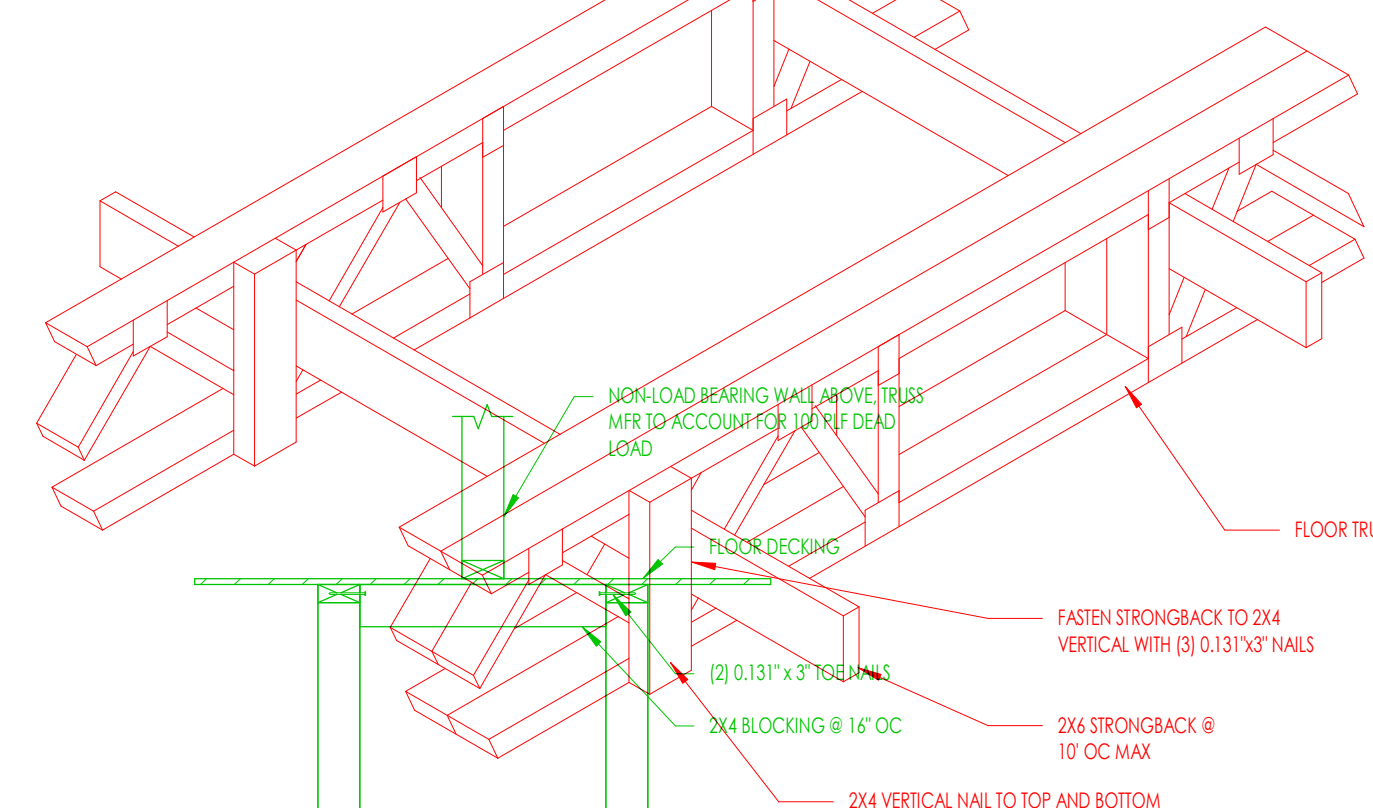 NON-LOAD BEARING WALL ABOVE, TRUSS
MFR TO ACCOUNT FOR 100 PLF DEAD
LOAD
FLOOR TRU
FLOOR DECKING
FASTEN STRONGBACK TO 2X4
VERTICAL WITH (3) 0.131"x3" NAILS
(2) 0.131" x 3" TOE NAILS
2X4 BLOCKING @ 16" OC
2X6 STRONGBACK @
10' OC MAX
2X4 VERTICAL NAIL TO TOP AND BOTTOM